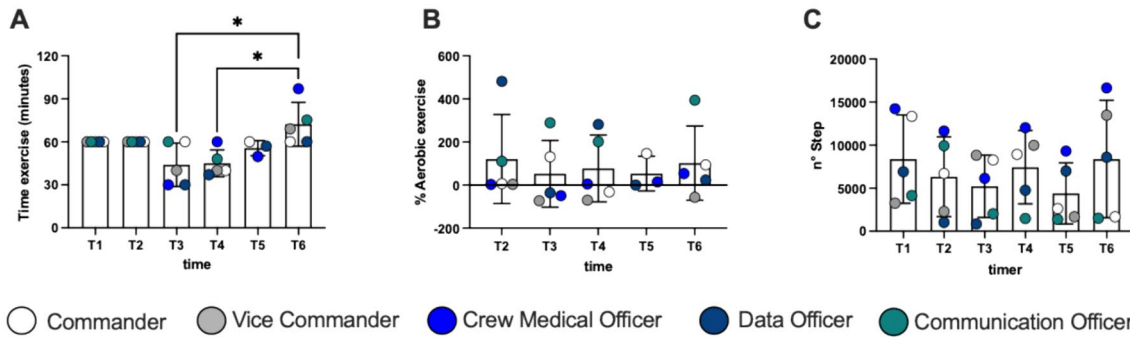 A
B
C
* 
*
Time exercise (minutes)
120
90
60
30
0
T1 T2 T3 T4 T5 T6
time
% Aerobic exercise
600
400
200
0
-200
T2 T3 T4 T5 T6
time
n° Step
20000
15000
10000
5000
0
T1 T2 T3 T4 T5 T6
timer
Commander Vice Commander Crew Medical Officer Data Officer Communication Officer